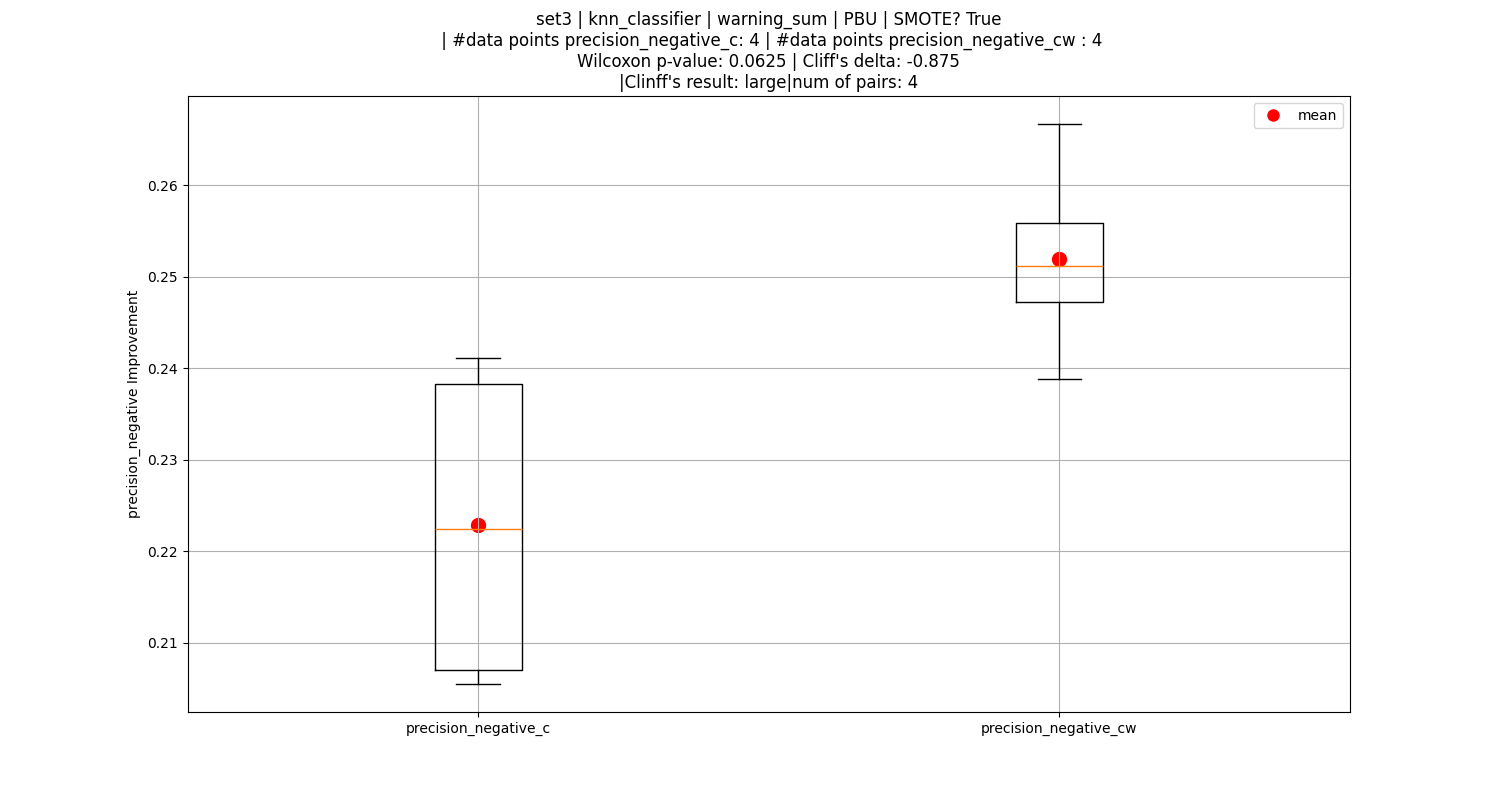 set3 | knn_classifier | warning_sum | PBU | SMOTE? True
| #data points precision_negative_c: 4 | #data points precision_negative_cw : 4
Wilcoxon p-value: 0.0625 | Cliff's delta: -0.875
|Clinff's result: large|num of pairs: 4
mean
0.26
0.25
0.24
0.23
0.22
0.21
precision_negative Improvement
precision_negative_c
precision_negative_cw